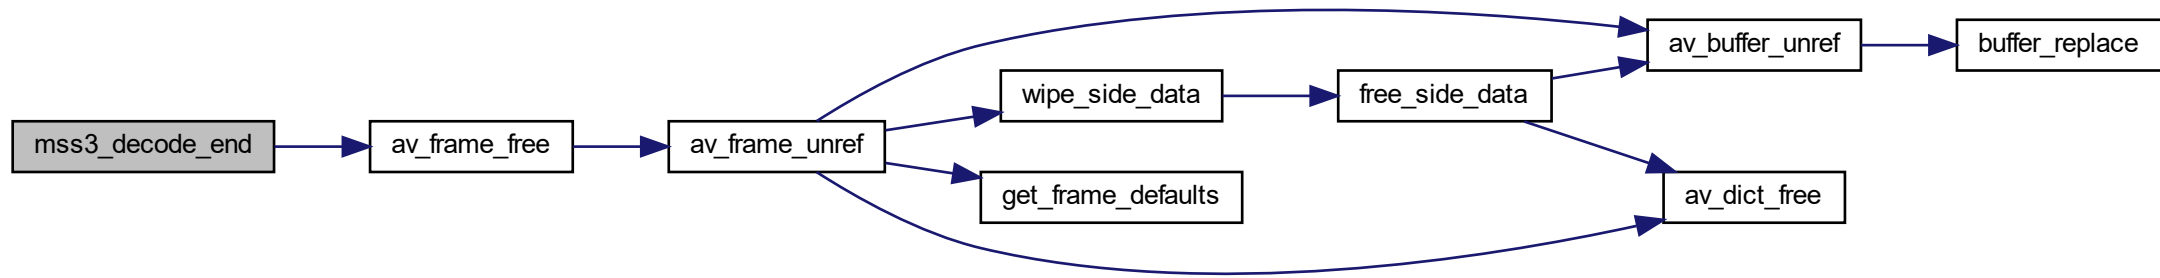 mss3_decode_end
av_frame_free
av_frame_unref
wipe_side_data
get_frame_defaults
free_side_data
av_buffer_unref
av_dict_free
buffer_replace